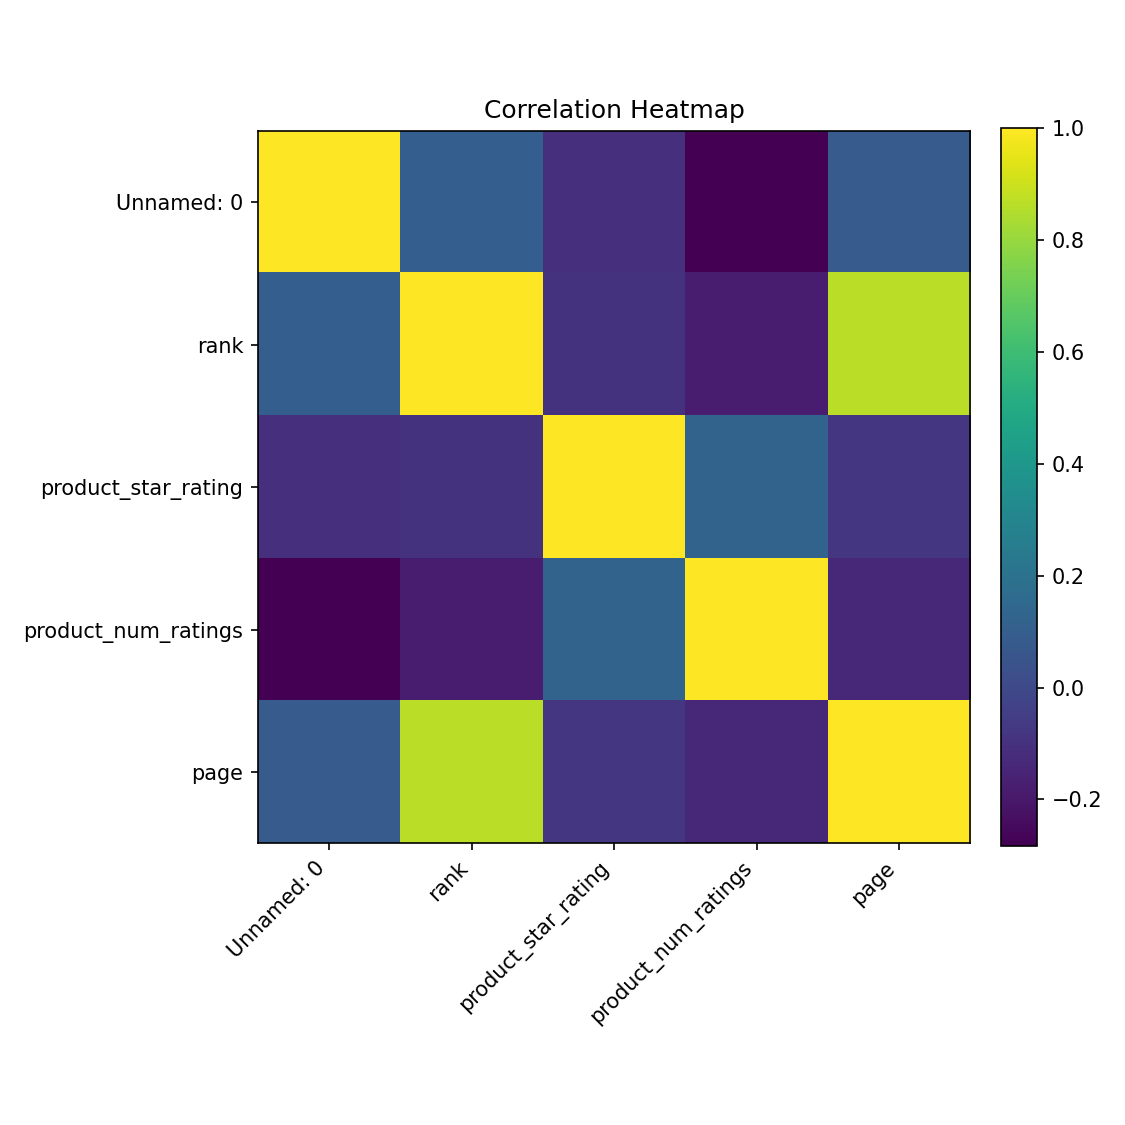 Correlation Heatmap
Unnamed: 0
rank
product_star_rating
product_num_ratings
page
Unnamed: 0
rank
product_star_rating
product_num_ratings
page
1.0
0.8
0.6
0.4
0.2
0.0
−0.2